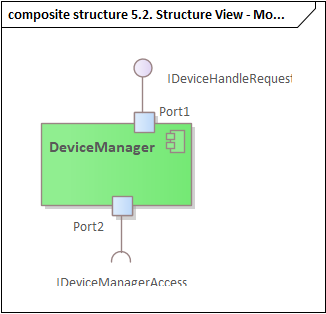 composite structure 5.2. Structure View - Mo...
IDeviceHandleRequest
Port1
DeviceManager
Port2
IDeviceManagerAccess